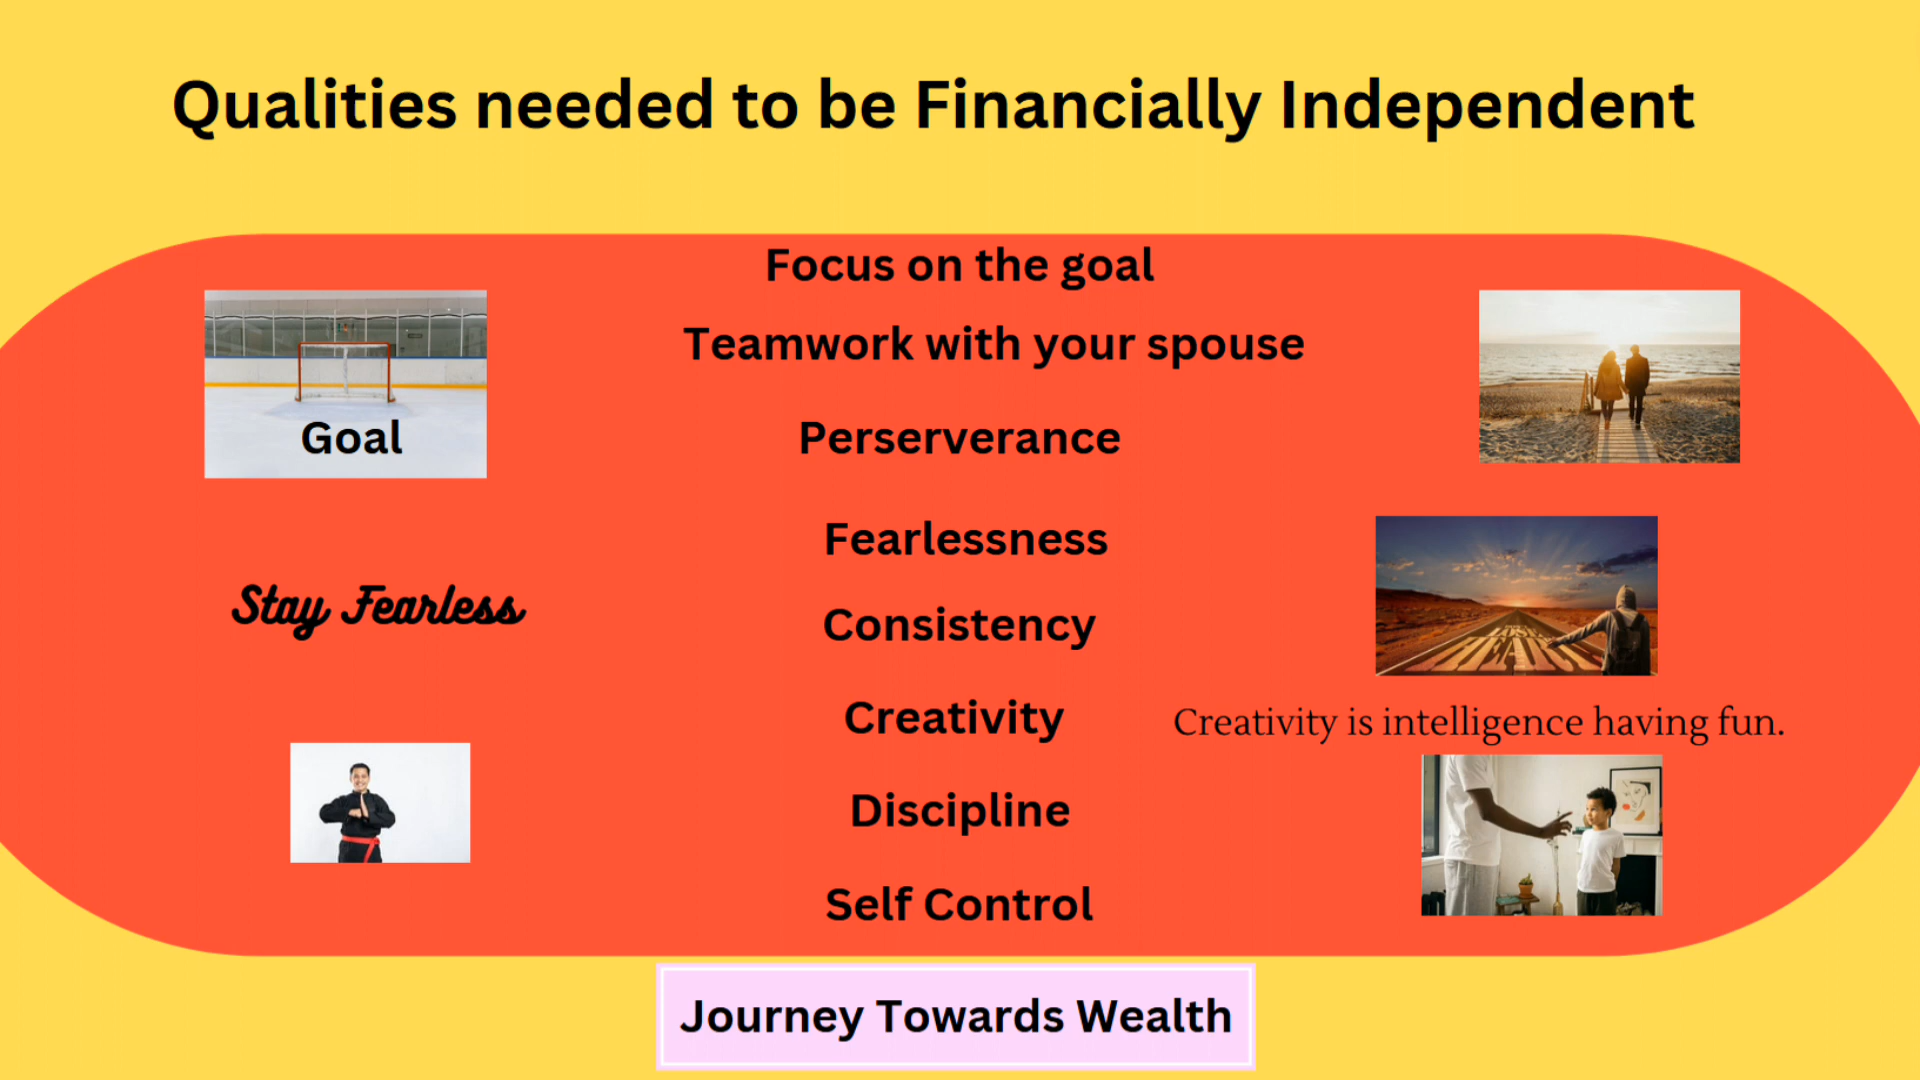 Qualities needed to be Financially Independent
Focus on the goal
Teamwork with your spouse
Perserverance
Goal
Fearlessness
Stay Fearless
Consistency
Creativity
Creativity is intelligence having fun.
Discipline
Self Control
Journey Towards Wealth